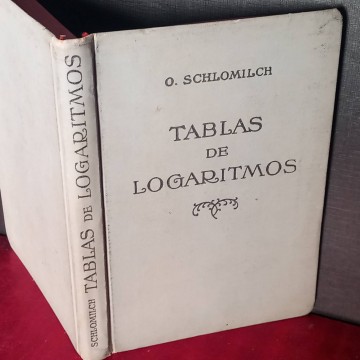 O. SCHLOMILCH
TABLAS
DE
LOGARITMOS
SCHLOMILCH TABLAS DE LOGARITMOS